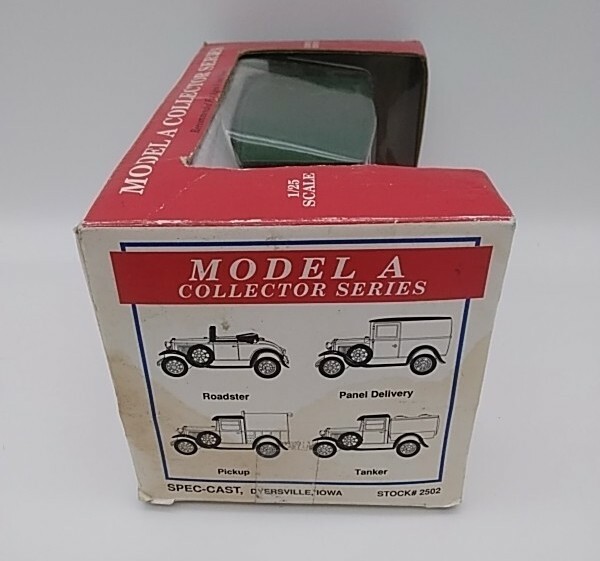 MODEL A COLLECTOR SERIES
1/25
SCALE
MODEL A
COLLECTOR SERIES
Roadster
Panel Delivery
Pickup
Tanker
SPEC-CAST, DYERSVILLE, IOWA
STOCK# 2502